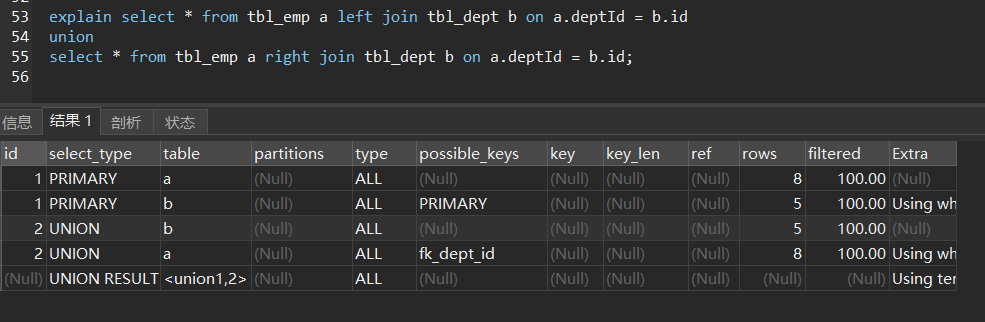 53 explain select * from tbl_emp a left join tbl_dept b on a.deptId = b.id
54 union
55 select * from tbl_emp a right join tbl_dept b on a.deptId = b.id;
56
信息 结果 1 剖析 状态
id select_type table partitions type possible_keys key key_len ref rows filtered Extra
1 PRIMARY a (Null) ALL (Null) (Null) (Null) (Null) 8 100.00 (Null)
1 PRIMARY b (Null) ALL PRIMARY (Null) (Null) (Null) 5 100.00 Using wh
2 UNION b (Null) ALL (Null) (Null) (Null) (Null) 5 100.00 (Null)
2 UNION a (Null) ALL fk_dept_id (Null) (Null) (Null) 8 100.00 Using wh
(Null) UNION RESULT <union1,2> (Null) ALL (Null) (Null) (Null) (Null) (Null) (Null) Using ter